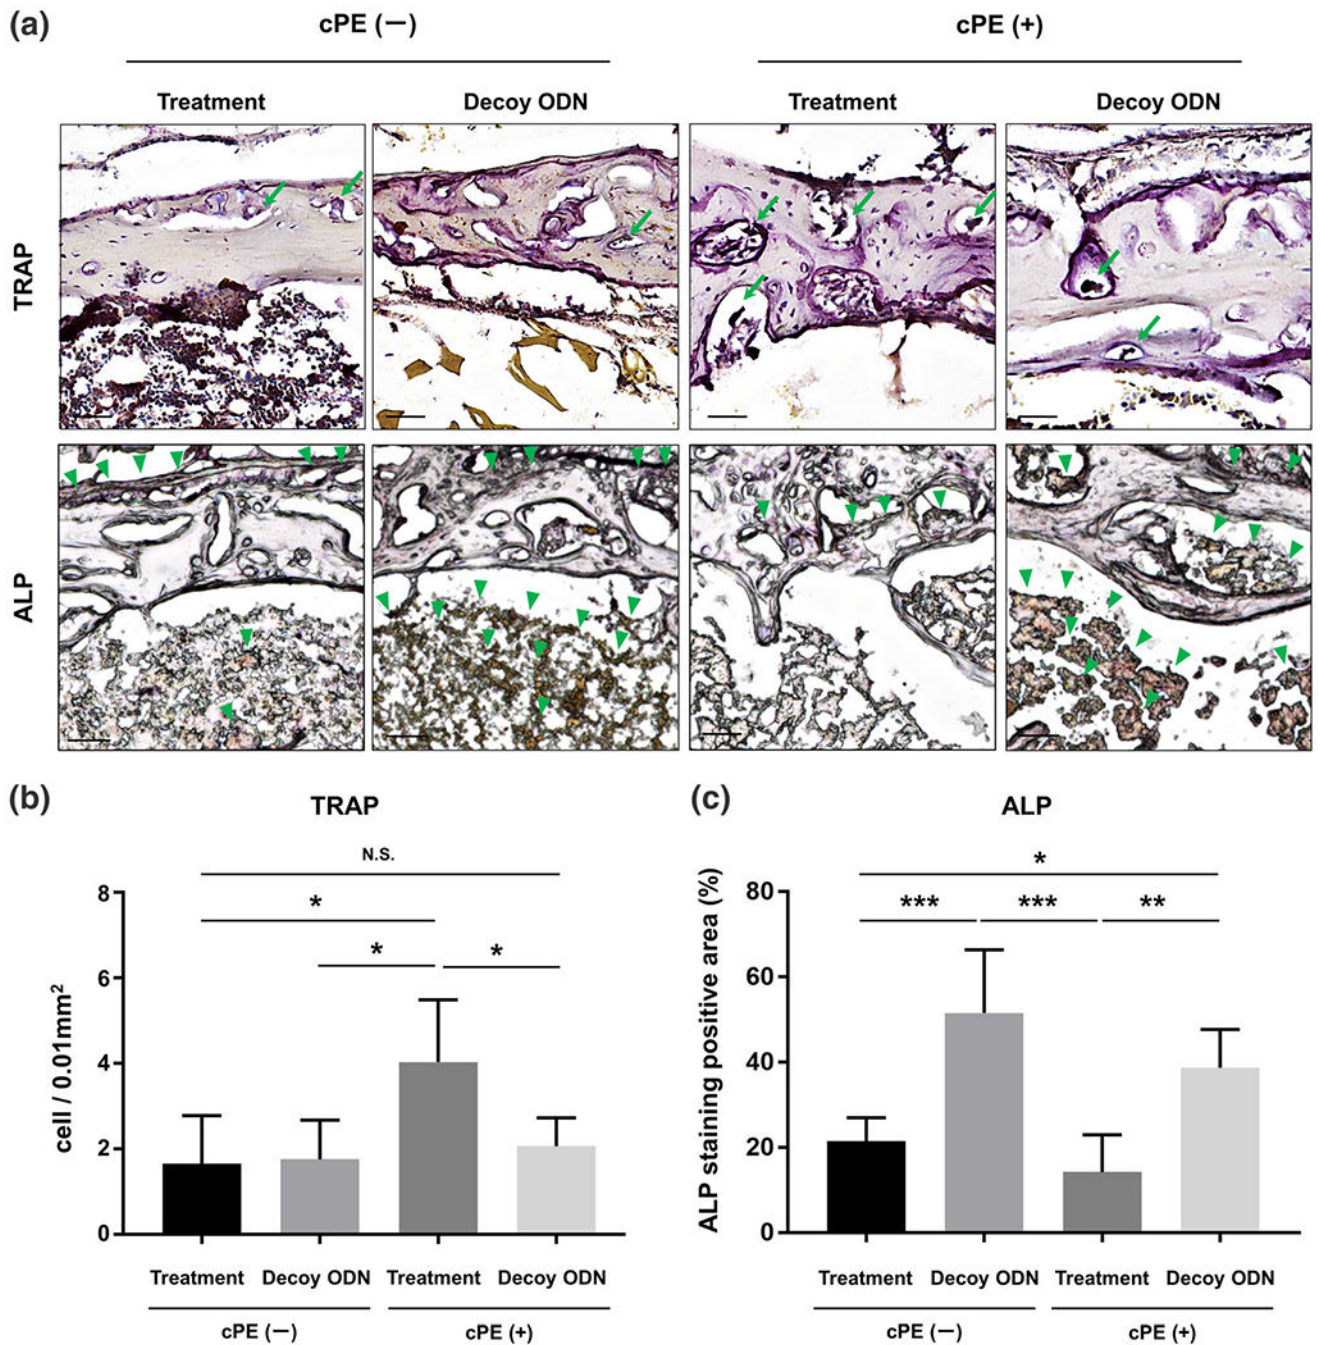 (a)
cPE (—)
cPE (+)
Treatment
Decoy ODN
Treatment
Decoy ODN
TRAP
ALP
(b)
TRAP
N.S.
*
*
*
8
6
4
2
0
cell / 0.01mm²
Treatment
Decoy ODN
Treatment
Decoy ODN
cPE (—)
cPE (+)
(c)
ALP
*
***
***
**
80
60
40
20
0
ALP staining positive area (%)
Treatment
Decoy ODN
Treatment
Decoy ODN
cPE (—)
cPE (+)